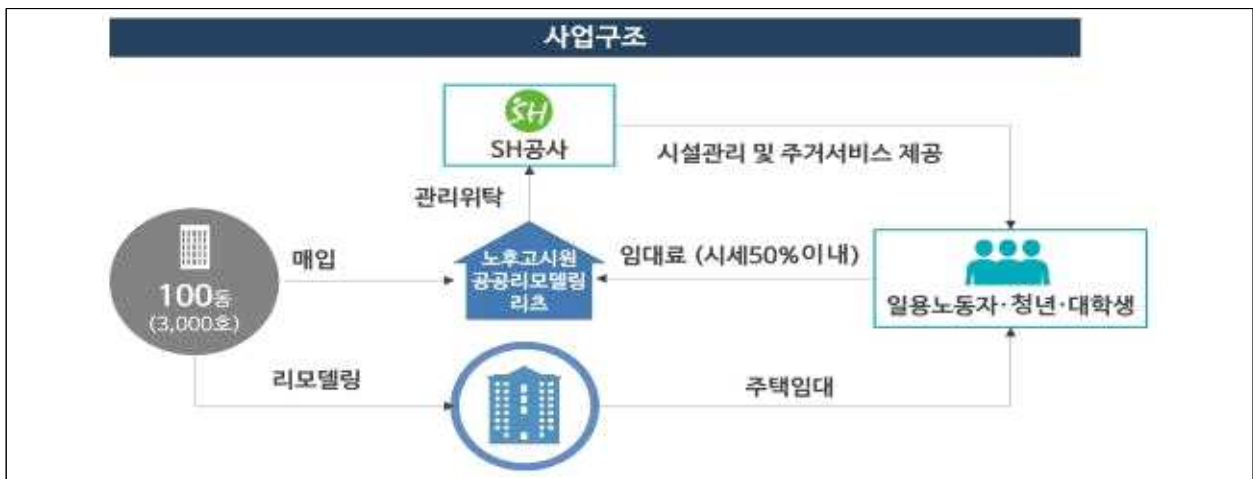 사업구조
SH
SH공사
시설관리 및 주거서비스 제공
관리위탁
매입
노후고시원
공공리모델링
리츠
임대료 (시세50%이내)
100동
(3,000호)
일용노동자·청년·대학생
리모델링
주택임대